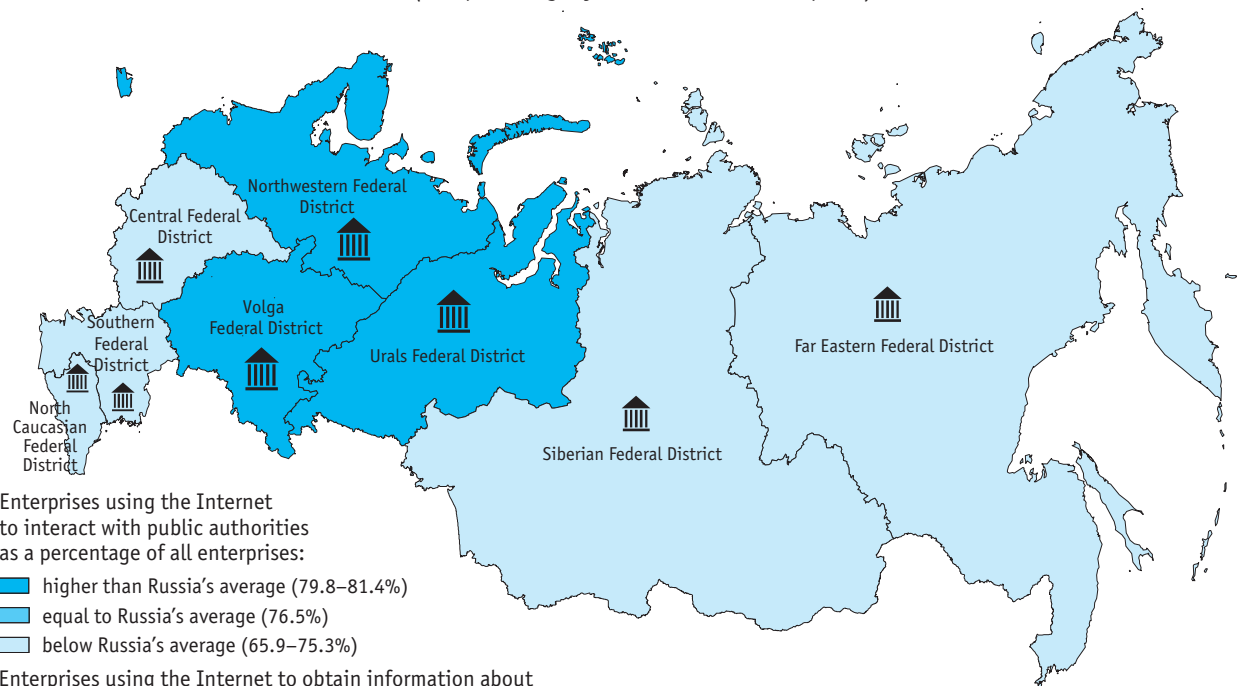 Northwestern Federal
District
Central Federal
District
Volga
Federal District
Urals Federal District
Southern
Federal
District
North
Caucasian
Federal
District
Siberian Federal District
Far Eastern Federal District
Enterprises using the Internet
to interact with public authorities
as a percentage of all enterprises:
higher than Russia's average (79.8–81.4%)
equal to Russia's average (76.5%)
below Russia's average (65.9–75.3%)
Enterprises using the Internet to obtain information about